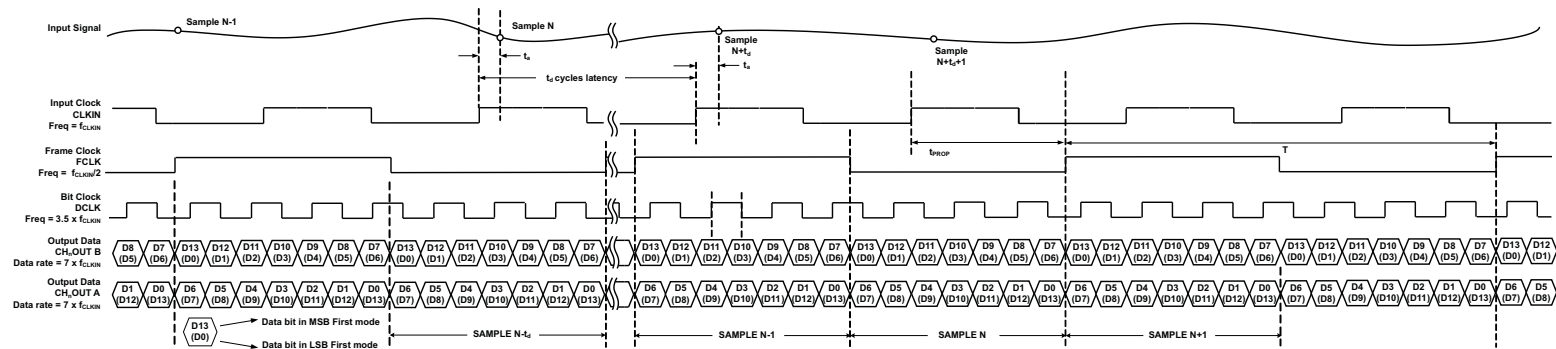 Input Signal
Sample N-1
Sample N
Sample
N+td
Sample
N+td+1
ta
ta
td cycles latency
Input Clock
CLKIN
Freq = fCLKIN
Frame Clock
FCLK
Freq = fCLKIN/2
tPROP
T
Bit Clock
DCLK
Freq = 3.5 x fCLKIN
Output Data
CHnOUT B
Data rate = 7 x fCLKIN
D8 D7 D13 D12 D11 D10 D9 D8 D7 D13 D12 D11 D10 D9 D8 D7 D13 D12 D11 D10 D9 D8 D7 D13 D12 D11 D10 D9 D8 D7 D13 D12 D11 D10 D9 D8 D7 D13 D12 D11 D10 D9 D8 D7 D13 D12
(D5) (D6) (D0) (D1) (D2) (D3) (D4) (D5) (D6) (D0) (D1) (D2) (D3) (D4) (D5) (D6) (D0) (D1) (D2) (D3) (D4) (D5) (D6) (D0) (D1) (D2) (D3) (D4) (D5) (D6) (D0) (D1) (D2) (D3) (D4) (D5) (D6) (D0) (D1) (D2) (D3) (D4) (D5) (D6) (D0) (D1)
Output Data
CHnOUT A
Data rate = 7 x fCLKIN
D1 D0 D6 D5 D4 D3 D2 D1 D0 D6 D5 D4 D3 D2 D1 D0 D6 D5 D4 D3 D2 D1 D0 D6 D5 D4 D3 D2 D1 D0 D6 D5 D4 D3 D2 D1 D0 D6 D5 D4 D3 D2 D1 D0 D6 D5
(D12) (D13) (D7) (D8) (D9) (D10) (D11) (D12) (D13) (D7) (D8) (D9) (D10) (D11) (D12) (D13) (D7) (D8) (D9) (D10) (D11) (D12) (D13) (D7) (D8) (D9) (D10) (D11) (D12) (D13) (D7) (D8) (D9) (D10) (D11) (D12) (D13) (D7) (D8) (D9) (D10) (D11) (D12) (D13) (D7) (D8)
D13
(D0)
Data bit in MSB First mode
Data bit in LSB First mode
SAMPLE N-td
SAMPLE N-1
SAMPLE N
SAMPLE N+1